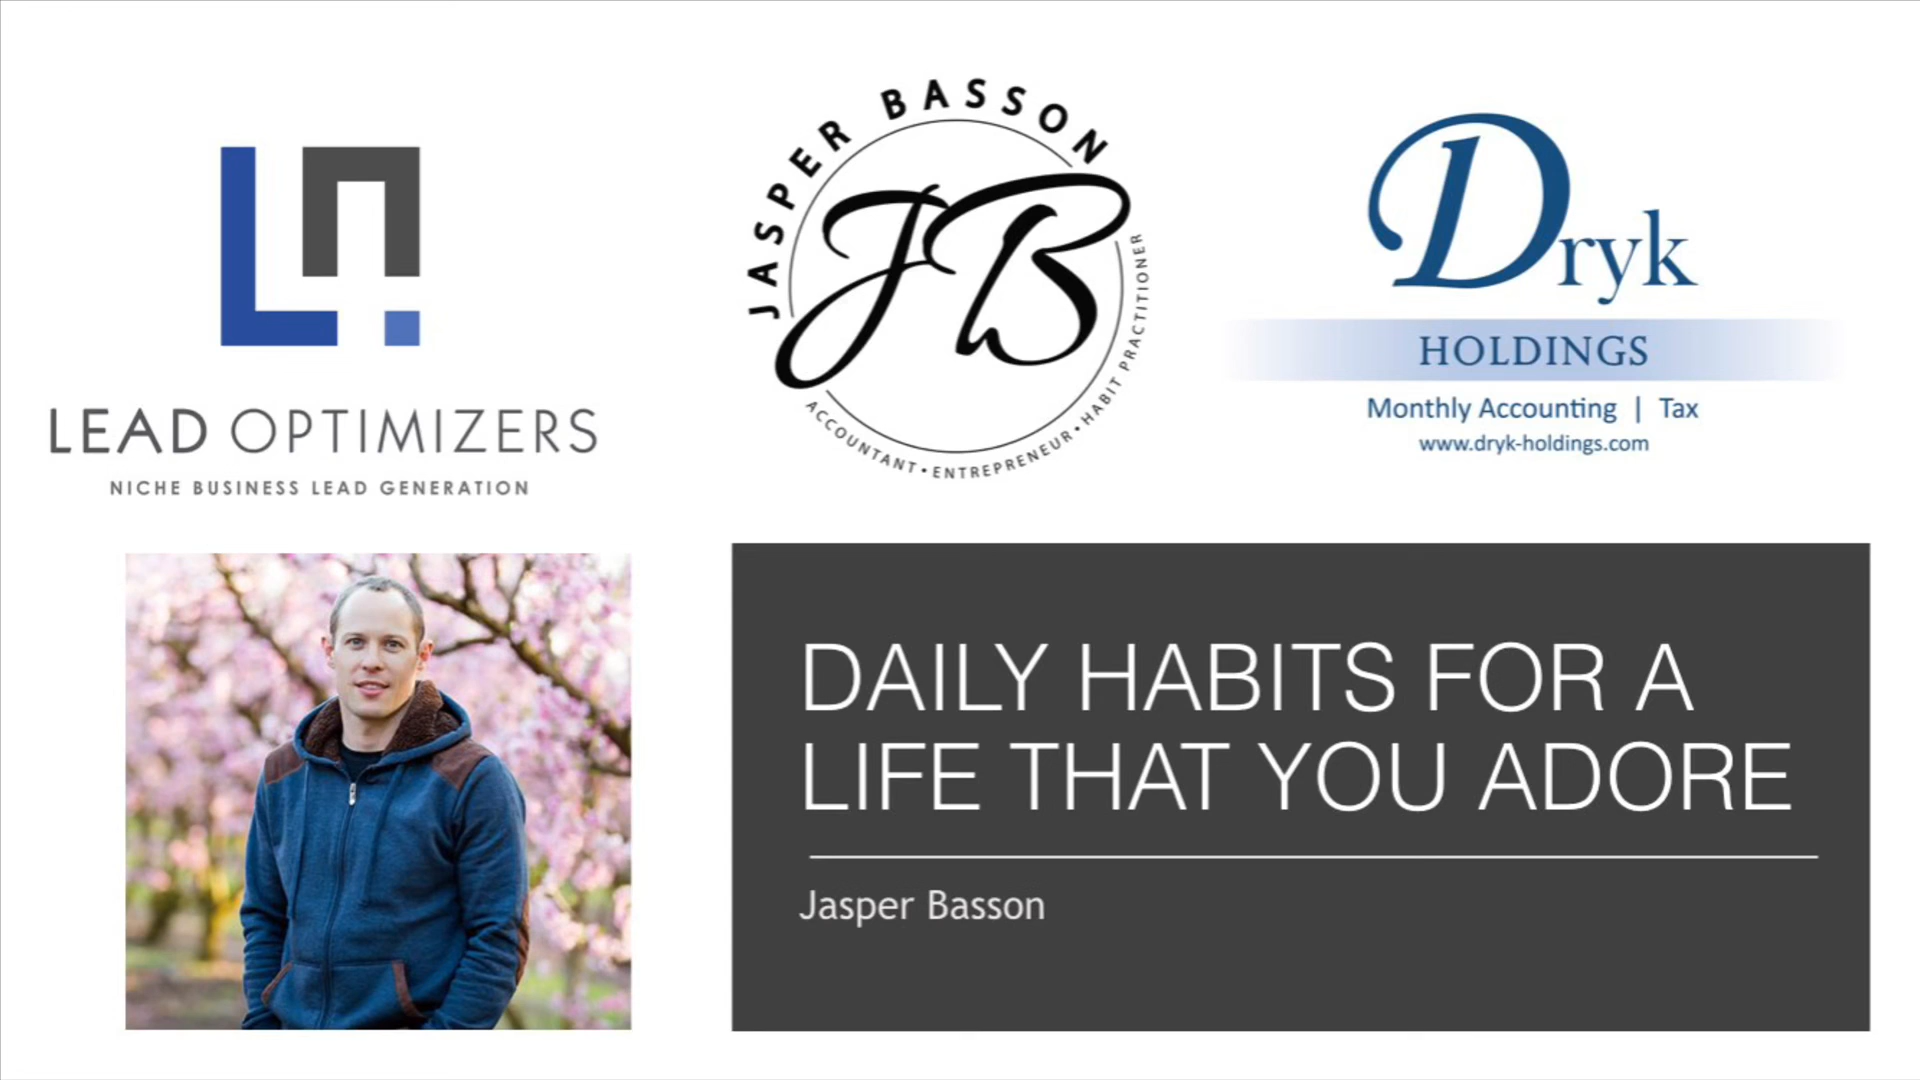 LEAD OPTIMIZERS
NICHE BUSINESS LEAD GENERATION
JASPER BASSON
JB
ACCOUNTANT • ENTREPRENEUR • HABIT PRACTITIONER
Dryk
HOLDINGS
Monthly Accounting | Tax
www.dryk-holdings.com
DAILY HABITS FOR A
LIFE THAT YOU ADORE
Jasper Basson